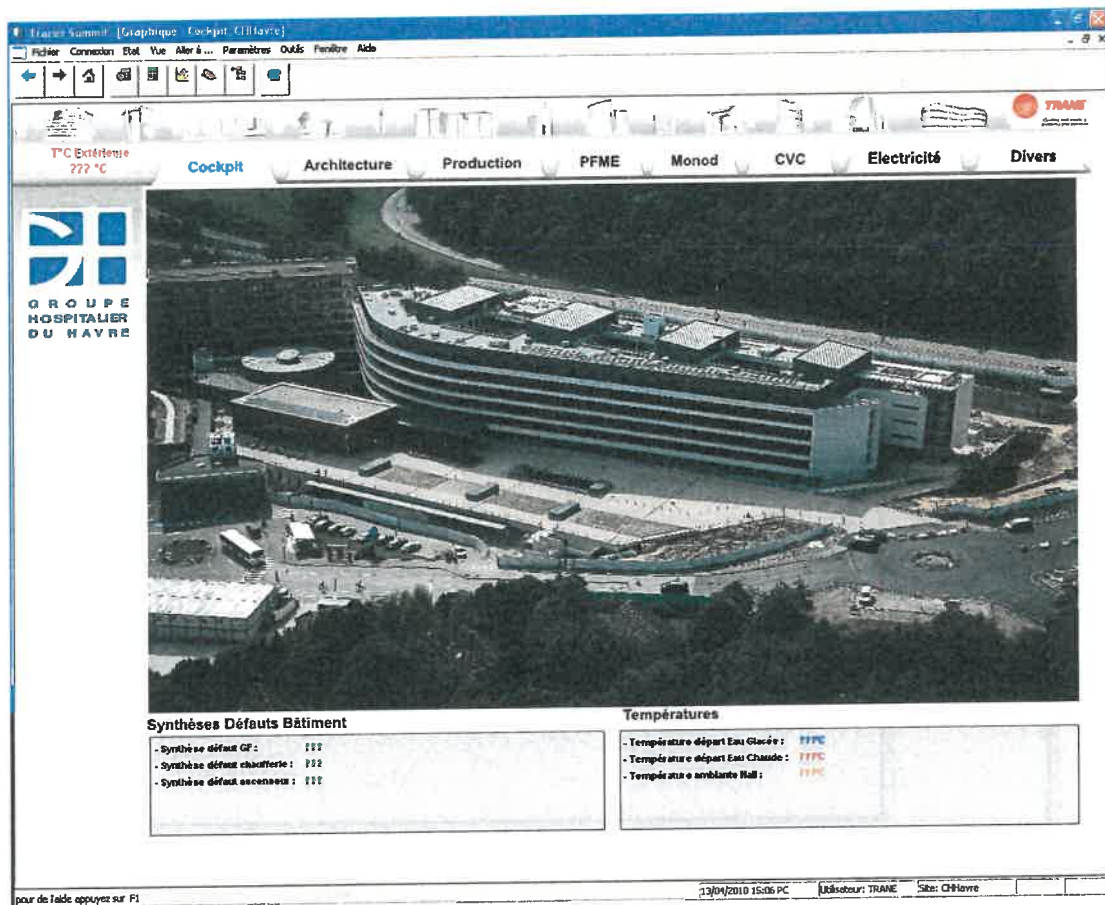 Tracer Summit - [Graphique : Cockpit_CHHavre]
Fichier Connexion Etat Vue Aller à ... Paramètres Outils Fenêtre Aide
TRANE
T°C Extérieure
??? °C
Cockpit Architecture Production PFME Monod CVC Electricité Divers
GROUPE
HOSPITALIER
DU HAVRE
Synthèses Défauts Bâtiment
- Synthèse défaut GF : ???
- Synthèse défaut chaufferie : ???
- Synthèse défaut ascenseur : ???
Températures
- Température départ Eau Glacée : ???°C
- Température départ Eau Chaude : ???°C
- Température ambiante Hall : ???°C
pour de l'aide appuyez sur F1
13/04/2010 15:06 PC
Utilisateur: TRANE
Site: CHHavre